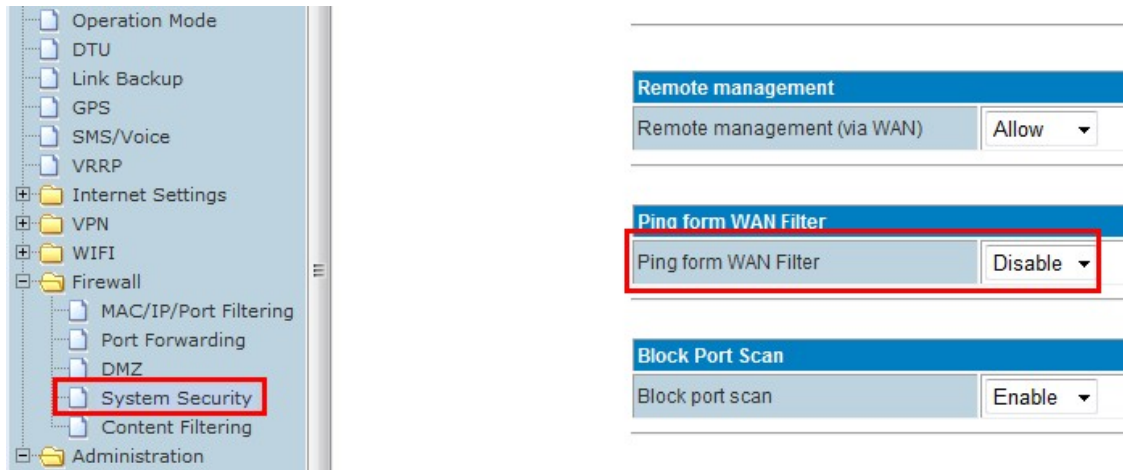 Operation Mode
DTU
Link Backup
GPS
SMS/Voice
VRRP
Internet Settings
VPN
WIFI
Firewall
MAC/IP/Port Filtering
Port Forwarding
DMZ
System Security
Content Filtering
Administration
Remote management
Remote management (via WAN) Allow
Ping form WAN Filter
Ping form WAN Filter Disable
Block Port Scan
Block port scan Enable